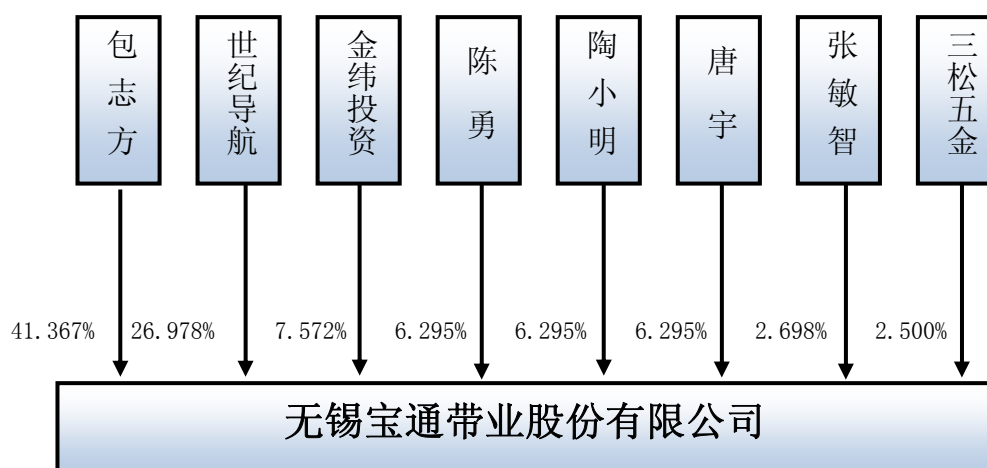 包志方
世纪导航
金纬投资
陈勇
陶小明
唐宇
张敏智
三松五金
41.367%
26.978%
7.572%
6.295%
6.295%
6.295%
2.698%
2.500%
无锡宝通带业股份有限公司